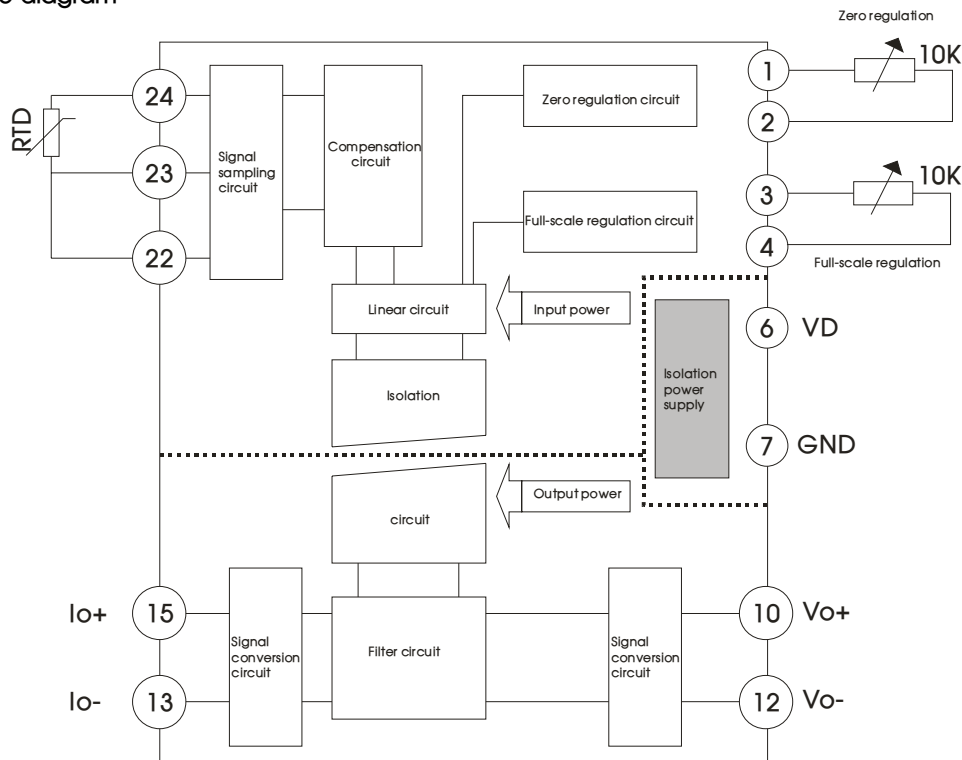 diagram
Zero regulation
10K
1
2
24
23
22
RTD
Signal
sampling
circuit
Compensation
circuit
Zero regulation circuit
Full-scale regulation circuit
3
4
10K
Full-scale regulation
Linear circuit
Input power
Isolation
Isolation
power
supply
6
VD
7
GND
circuit
Output power
Io+
15
Io-
13
Signal
conversion
circuit
Filter circuit
Signal
conversion
circuit
10
Vo+
12
Vo-